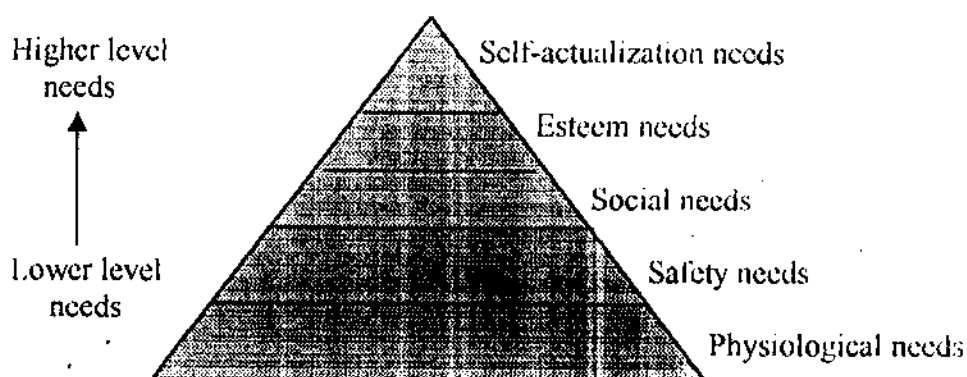 Higher level
needs
Self-actualization needs
Esteem needs
Social needs
Lower level
needs
Safety needs
Physiological needs